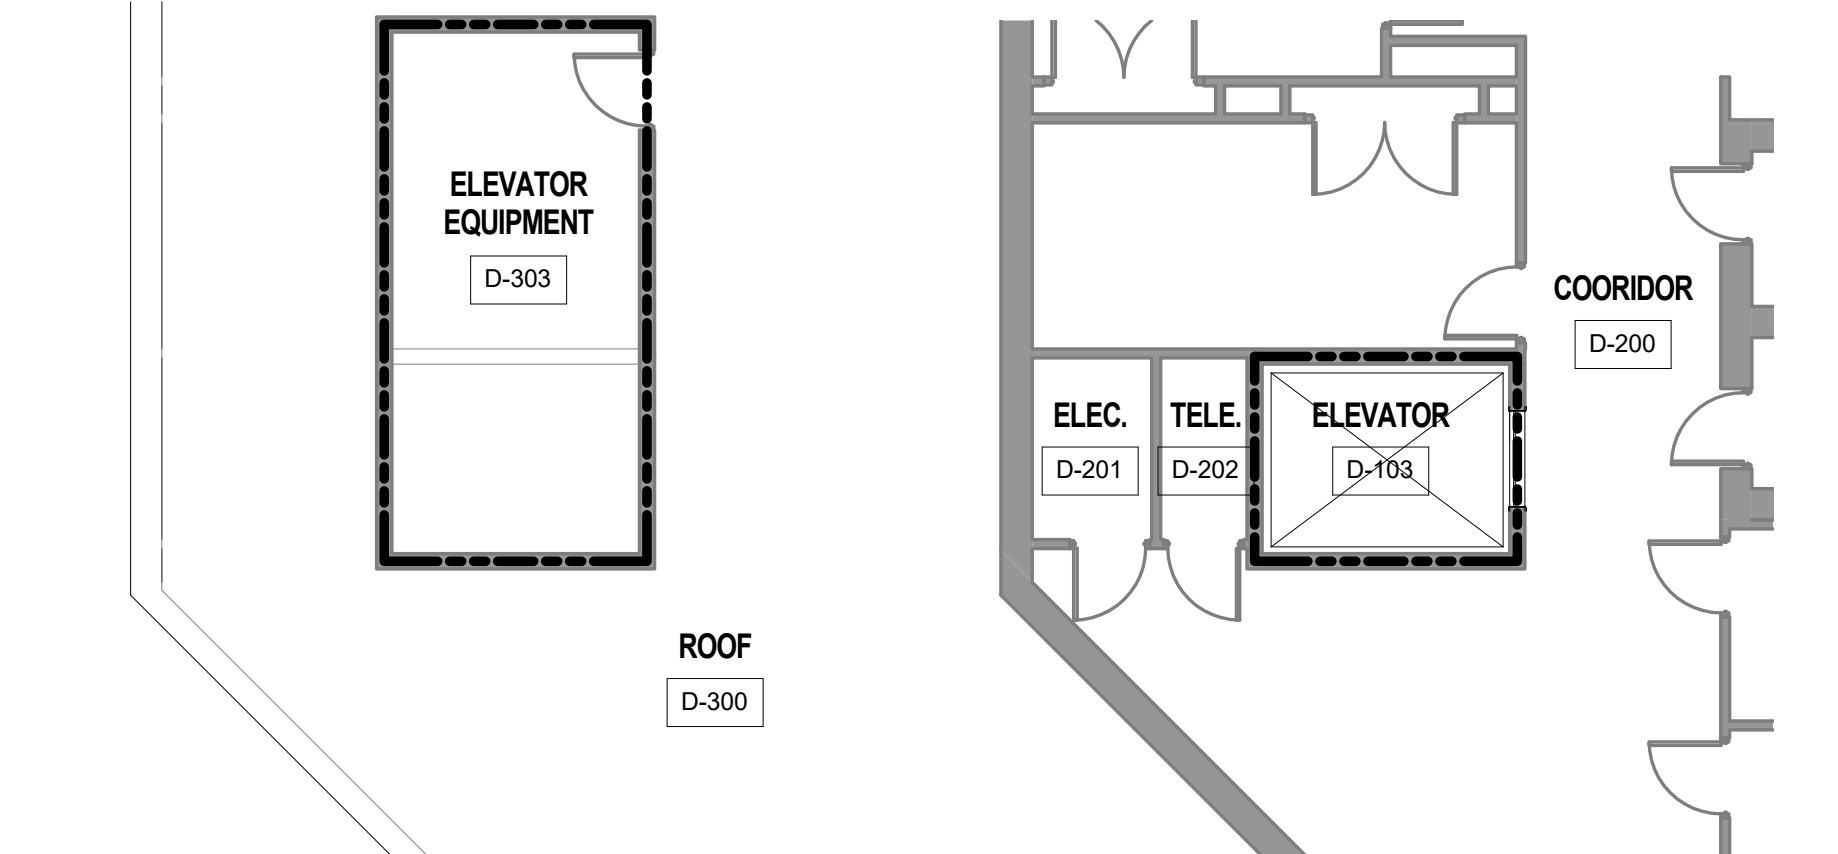 ELEVATOR
EQUIPMENT
D-303
ROOF
D-300
COORIDOR
D-200
ELEC.
D-201
TELE.
D-202
ELEVATOR
D-103